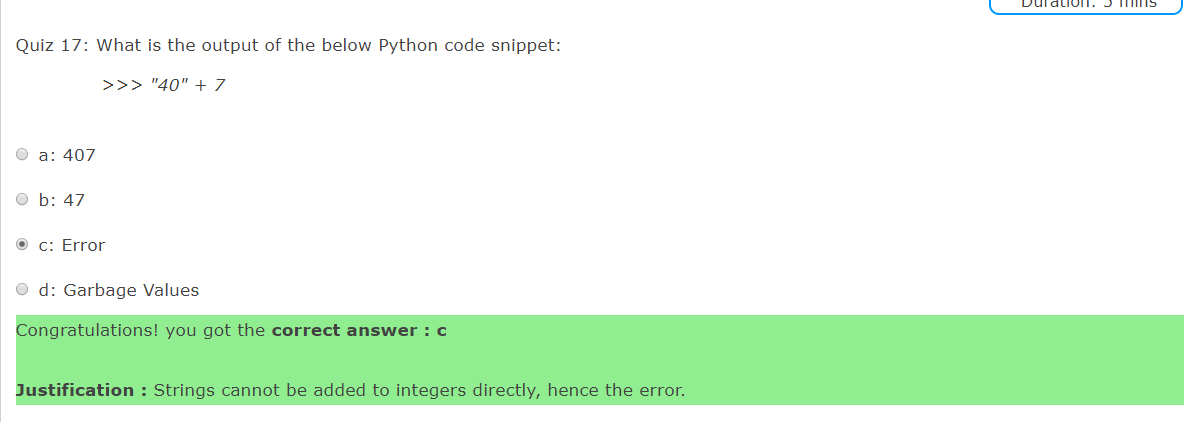 Duration: 5 mins
Quiz 17: What is the output of the below Python code snippet:
>>> "40" + 7
a: 407
b: 47
c: Error
d: Garbage Values
Congratulations! you got the correct answer : c
Justification : Strings cannot be added to integers directly, hence the error.